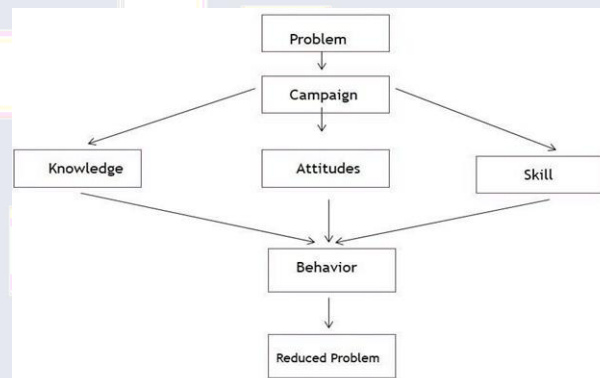 Problem
Campaign
Knowledge
Attitudes
Skill
Behavior
Reduced Problem